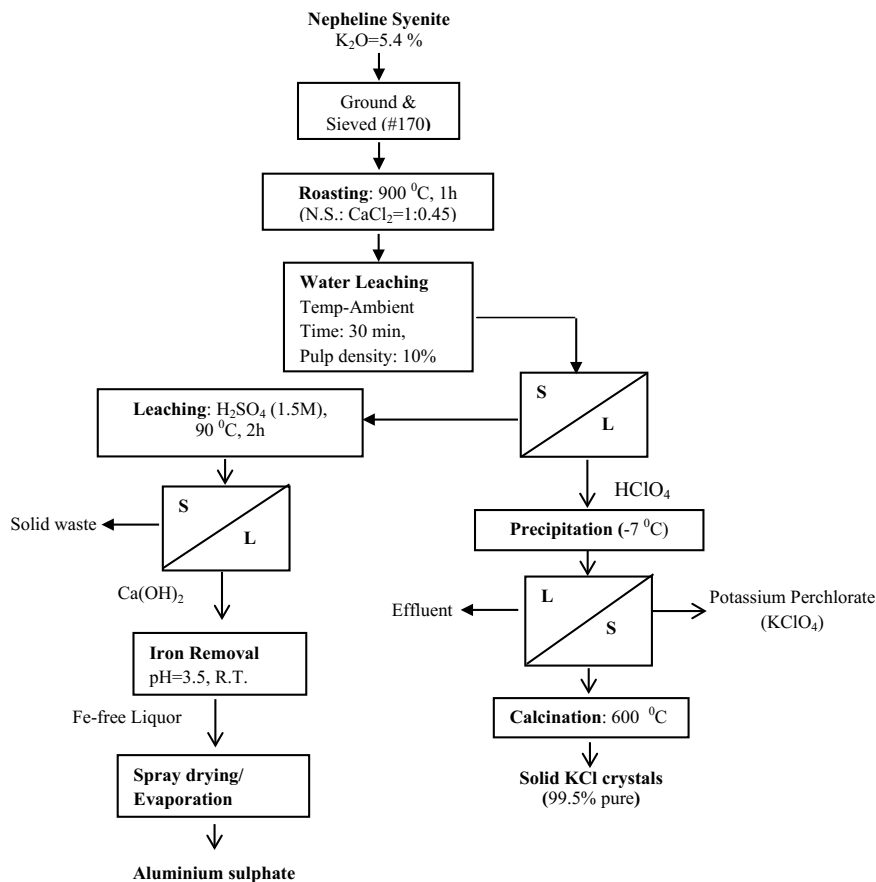 Nepheline Syenite
K₂O=5.4 %
Ground &
Sieved (#170)
Roasting: 900 ⁰C, 1h
(N.S.: CaCl₂=1:0.45)
Water Leaching
Temp-Ambient
Time: 30 min,
Pulp density: 10%
S
L
Leaching: H₂SO₄ (1.5M),
90 ⁰C, 2h
S
L
Solid waste
Ca(OH)₂
Iron Removal
pH=3.5, R.T.
Fe-free Liquor
Spray drying/
Evaporation
Aluminium sulphate
HClO₄
Precipitation (-7 ⁰C)
L
S
Effluent
Potassium Perchlorate
(KClO₄)
Calcination: 600 ⁰C
Solid KCl crystals
(99.5% pure)